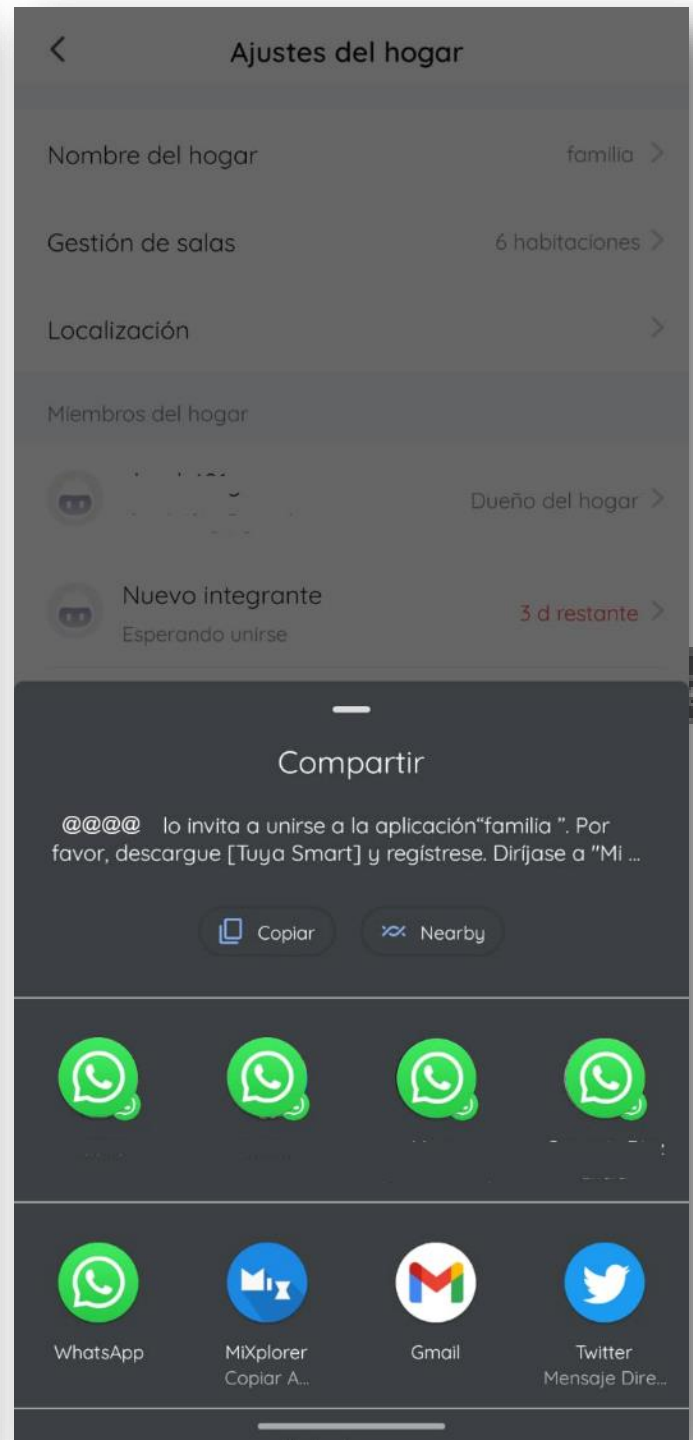 Ajustes del hogar
Nombre del hogar familia
Gestión de salas 6 habitaciones
Localización
Miembros del hogar
Dueño del hogar
Nuevo integrante
Esperando unirse
3 d restante
Compartir
@@@@ lo invita a unirse a la aplicación“familia ”. Por
favor, descargue [Tuya Smart] y regístrese. Diríjase a "Mi ...
Copiar Nearby
WhatsApp MiXplorer Gmail Twitter
Copiar A... Mensaje Dire...